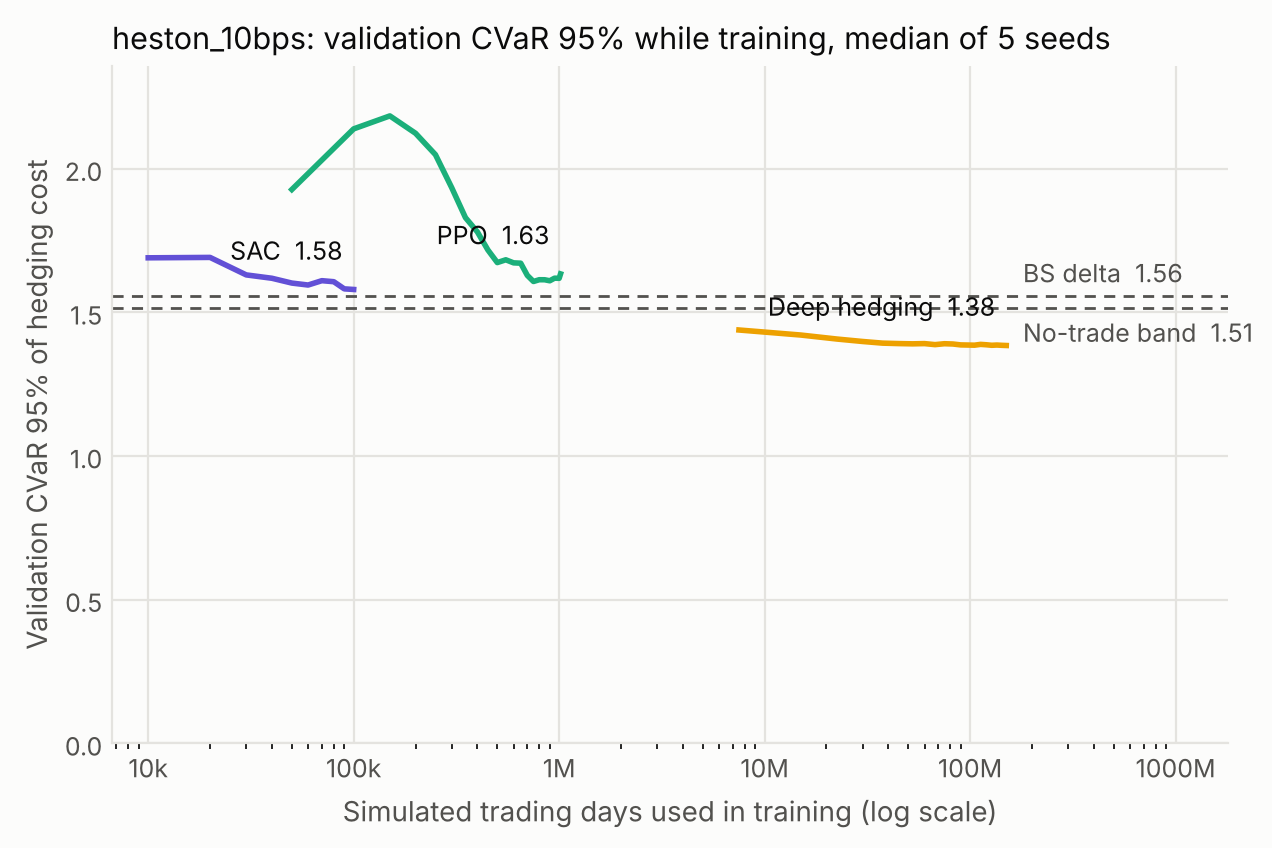 heston_10bps: validation CVaR 95% while training, median of 5 seeds
Validation CVaR 95% of hedging cost
2.0
1.5
1.0
0.5
0.0
SAC 1.58
PPO 1.63
BS delta 1.56
Deep hedging 1.38
No-trade band 1.51
10k
100k
1M
10M
100M
1000M
Simulated trading days used in training (log scale)